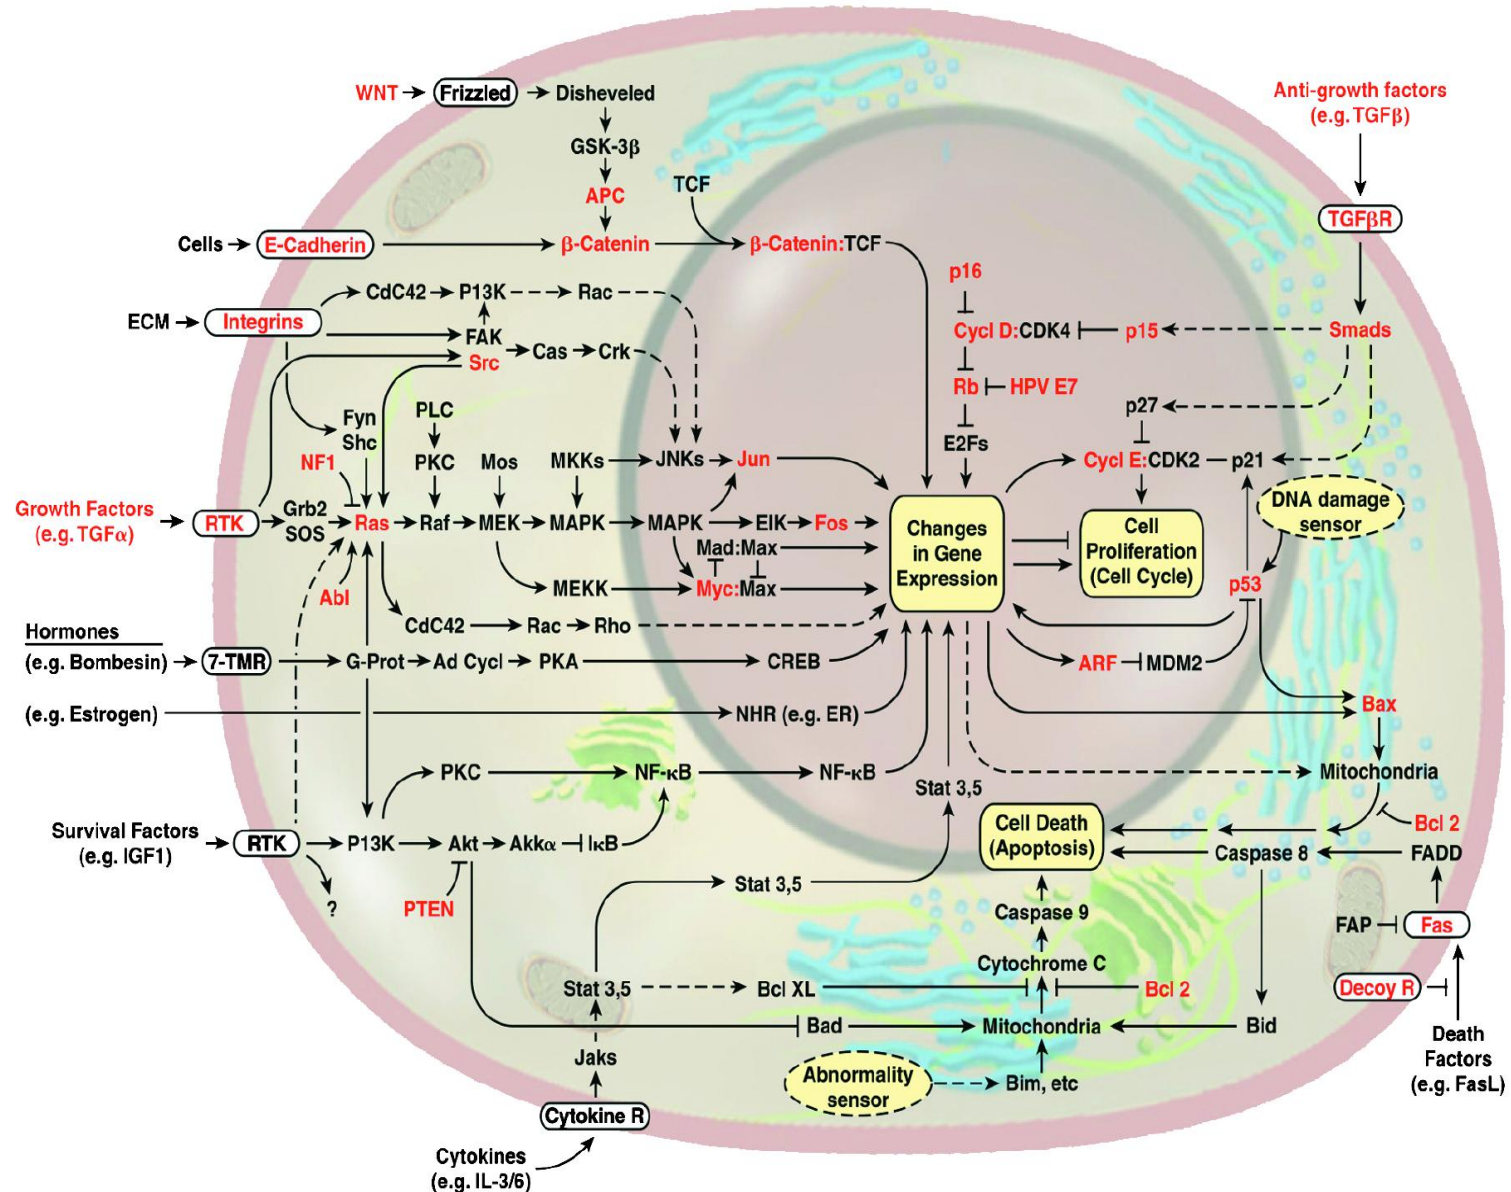 WNT
Frizzled
Disheveled
GSK-3β
APC
TCF
Cells
E-Cadherin
β-Catenin
β-Catenin:TCF
Anti-growth factors
(e.g. TGFβ)
TGFβR
Smads
p16
Cycl D:CDK4
p15
Rb
HPV E7
E2Fs
p27
Cycl E:CDK2
p21
DNA damage
sensor
CdC42
P13K
Rac
ECM
Integrins
FAK
Src
Cas
Crk
Fyn
Shc
PLC
NF1
PKC
Mos
MKKs
JNKs
Jun
Growth Factors
(e.g. TGFα)
RTK
Grb2
SOS
Ras
Raf
MEK
MAPK
MAPK
ElK
Fos
Mad:Max
Changes
in Gene
Expression
Cell
Proliferation
(Cell Cycle)
Abl
MEKK
Myc:Max
p53
CdC42
Rac
Rho
Hormones
(e.g. Bombesin)
7-TMR
G-Prot
Ad Cycl
PKA
CREB
ARF
MDM2
(e.g. Estrogen)
NHR (e.g. ER)
Bax
PKC
NF-κB
NF-κB
Stat 3,5
Mitochondria
Survival Factors
(e.g. IGF1)
RTK
P13K
Akt
Akkα
IκB
Cell Death
(Apoptosis)
Bcl 2
Caspase 8
FADD
?
PTEN
Stat 3,5
Caspase 9
FAP
Fas
Cytochrome C
Stat 3,5
Bcl XL
Bcl 2
Decoy R
Bad
Mitochondria
Bid
Death
Factors
(e.g. FasL)
Jaks
Abnormality
sensor
Bim, etc
Cytokine R
Cytokines
(e.g. IL-3/6)